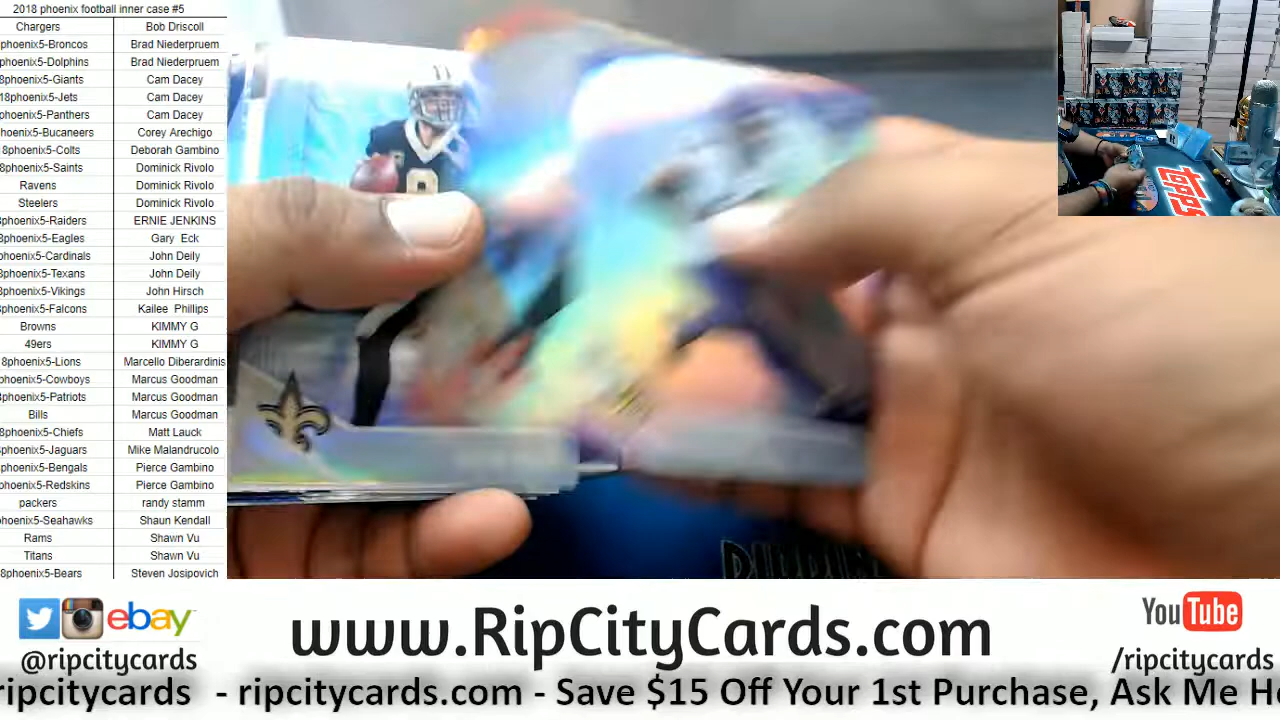 2018 phoenix football inner case #5
Chargers Bob Driscoll
phoenix5-Broncos Brad Niederpruem
phoenix5-Dolphins Brad Niederpruem
8phoenix5-Giants Cam Dacey
18phoenix5-Jets Cam Dacey
phoenix5-Panthers Cam Dacey
hoenix5-Bucaneers Corey Arechigo
8phoenix5-Colts Deborah Gambino
8phoenix5-Saints Dominick Rivolo
Ravens Dominick Rivolo
Steelers Dominick Rivolo
phoenix5-Raiders ERNIE JENKINS
8phoenix5-Eagles Gary Eck
phoenix5-Cardinals John Deily
8phoenix5-Texans John Deily
8phoenix5-Vikings John Hirsch
8phoenix5-Falcons Kailee Phillips
Browns KIMMY G
49ers KIMMY G
8phoenix5-Lions Marcello Diberardinis
phoenix5-Cowboys Marcus Goodman
8phoenix5-Patriots Marcus Goodman
Bills Marcus Goodman
8phoenix5-Chiefs Matt Lauck
phoenix5-Jaguars Mike Malandrucolo
phoenix5-Bengals Pierce Gambino
phoenix5-Redskins Pierce Gambino
packers randy stamm
hoenix5-Seahawks Shaun Kendall
Rams Shawn Vu
Titans Shawn Vu
8phoenix5-Bears Steven Josipovich
topps
ebay
@ripcitycards
www.RipCityCards.com
YouTube
/ripcitycards
ripcitycards - ripcitycards.com - Save $15 Off Your 1st Purchase, Ask Me Ho